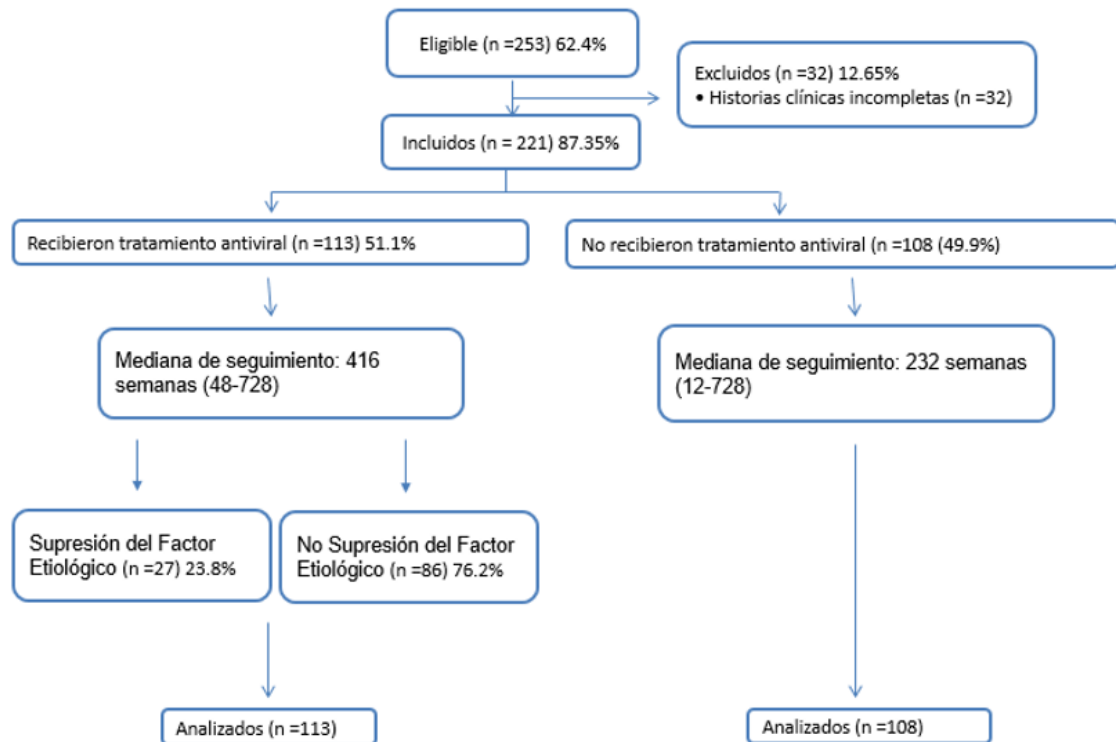 Eligible (n =253) 62.4%
Excluidos (n =32) 12.65%
• Historias clínicas incompletas (n =32)
Incluidos (n = 221) 87.35%
Recibieron tratamiento antiviral (n =113) 51.1%
No recibieron tratamiento antiviral (n =108 (49.9%)
Mediana de seguimiento: 416
semanas (48-728)
Mediana de seguimiento: 232 semanas
(12-728)
Supresión del Factor
Etiológico (n =27) 23.8%
No Supresión del Factor
Etiológico (n =86) 76.2%
Analizados (n =113)
Analizados (n =108)